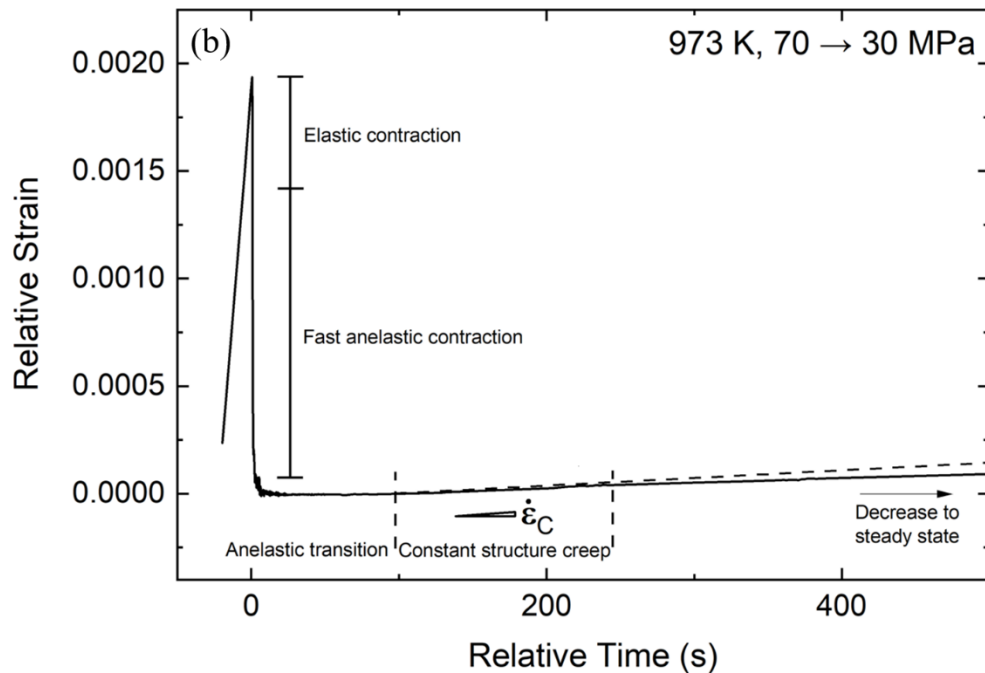 (b)
973 K, 70 → 30 MPa
0.0020
0.0015
0.0010
0.0005
0.0000
Relative Strain
Elastic contraction
Fast anelastic contraction
ε̇C
Anelastic transition
Constant structure creep
Decrease to
steady state
0
200
400
Relative Time (s)